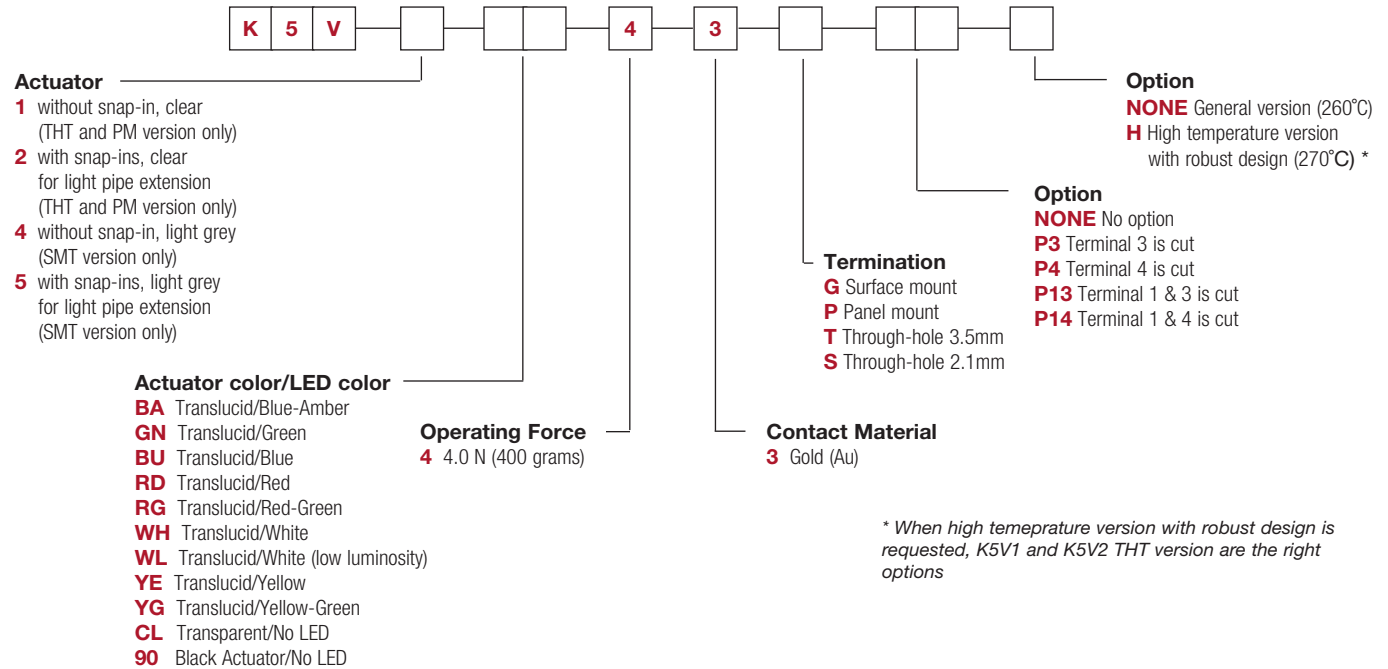 K 5 V 4 3
Actuator
1 without snap-in, clear
(THT and PM version only)
2 with snap-ins, clear
for light pipe extension
(THT and PM version only)
4 without snap-in, light grey
(SMT version only)
5 with snap-ins, light grey
for light pipe extension
(SMT version only)
Actuator color/LED color
BA Translucid/Blue-Amber
GN Translucid/Green
BU Translucid/Blue
RD Translucid/Red
RG Translucid/Red-Green
WH Translucid/White
WL Translucid/White (low luminosity)
YE Translucid/Yellow
YG Translucid/Yellow-Green
CL Transparent/No LED
90 Black Actuator/No LED
Operating Force
4 4.0 N (400 grams)
Contact Material
3 Gold (Au)
Termination
G Surface mount
P Panel mount
T Through-hole 3.5mm
S Through-hole 2.1mm
Option
NONE No option
P3 Terminal 3 is cut
P4 Terminal 4 is cut
P13 Terminal 1 & 3 is cut
P14 Terminal 1 & 4 is cut
Option
NONE General version (260°C)
H High temperature version
with robust design (270°C) *
* When high temeprature version with robust design is
requested, K5V1 and K5V2 THT version are the right
options